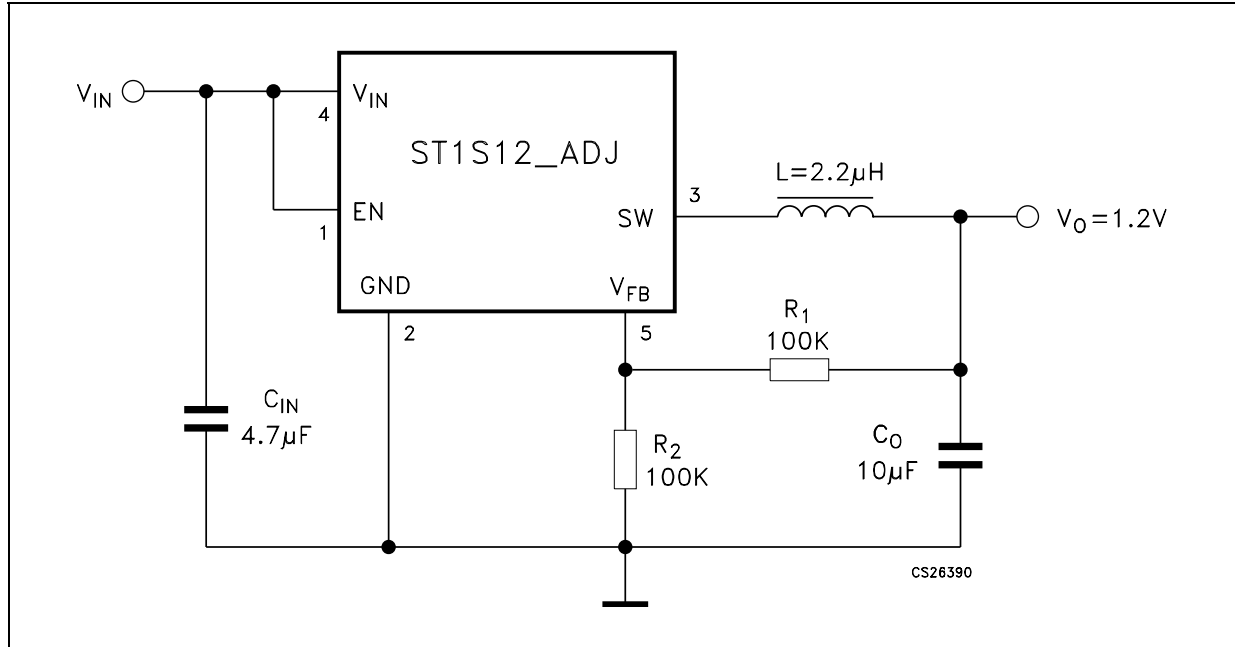 V_IN
4
V_IN
ST1S12_ADJ
L=2.2µH
3
EN
1
SW
V_O=1.2V
GND
V_FB
2
5
R_1
100K
C_IN
4.7µF
R_2
100K
C_O
10µF
CS26390